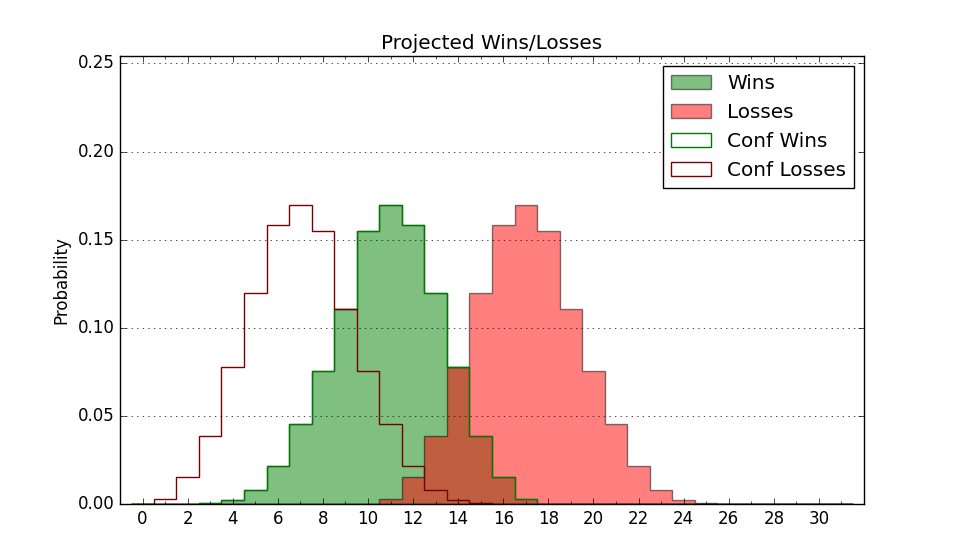 Projected Wins/Losses
0.25
0.20
0.15
0.10
0.05
0.00
Probability
Wins
Losses
Conf Wins
Conf Losses
0 2 4 6 8 10 12 14 16 18 20 22 24 26 28 30